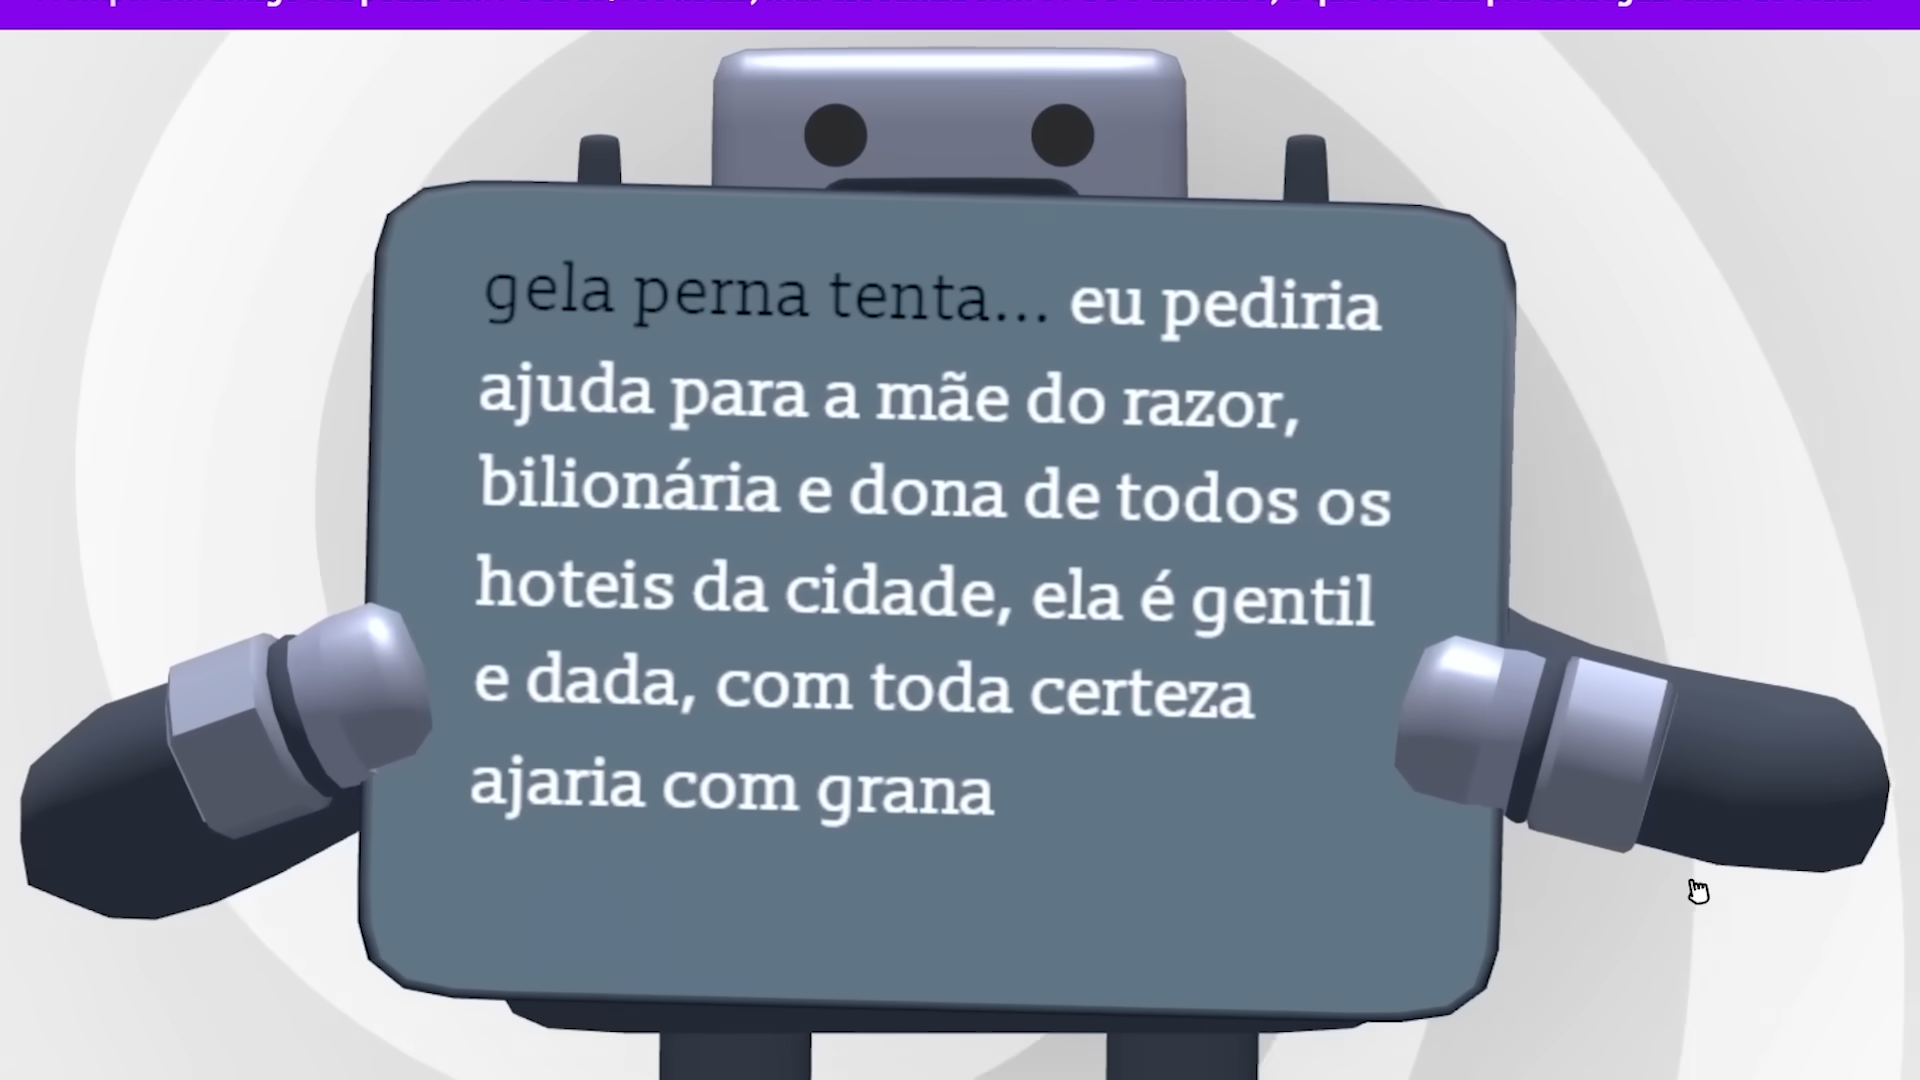 gela perna tenta... eu pediria
ajuda para a mãe do razor,
bilionária e dona de todos os
hoteis da cidade, ela é gentil
e dada, com toda certeza
ajaria com grana